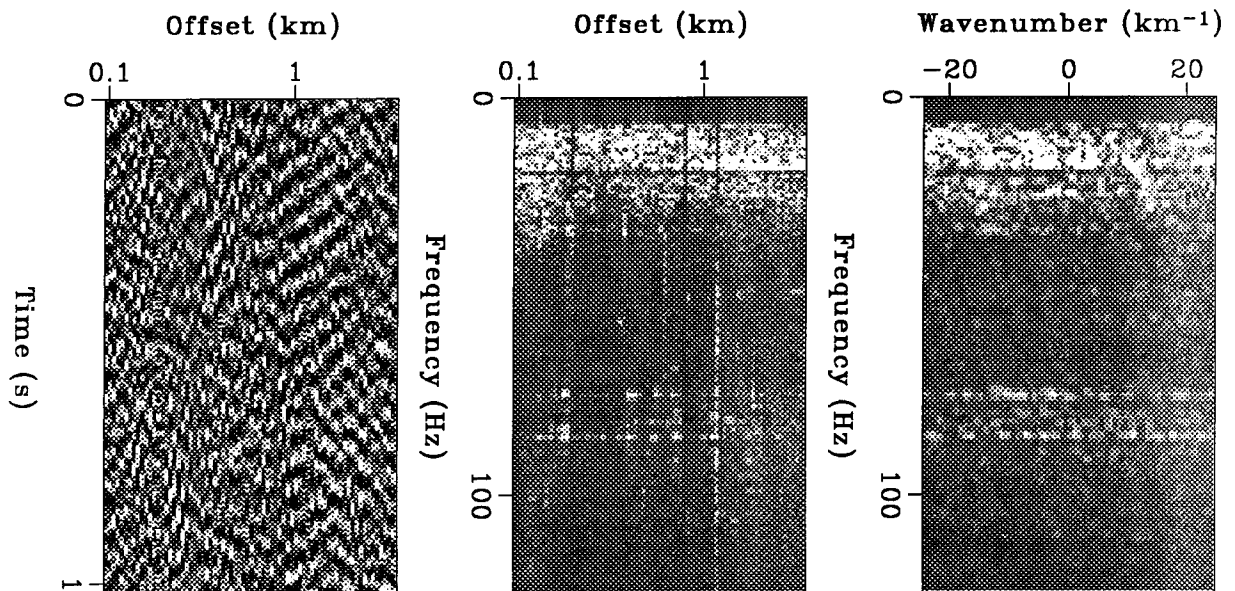 Offset (km)
0.1 1
0
Time (s)
1
Offset (km)
0.1 1
0
Frequency (Hz)
100
Wavenumber (km⁻¹)
−20 0 20
0
Frequency (Hz)
100